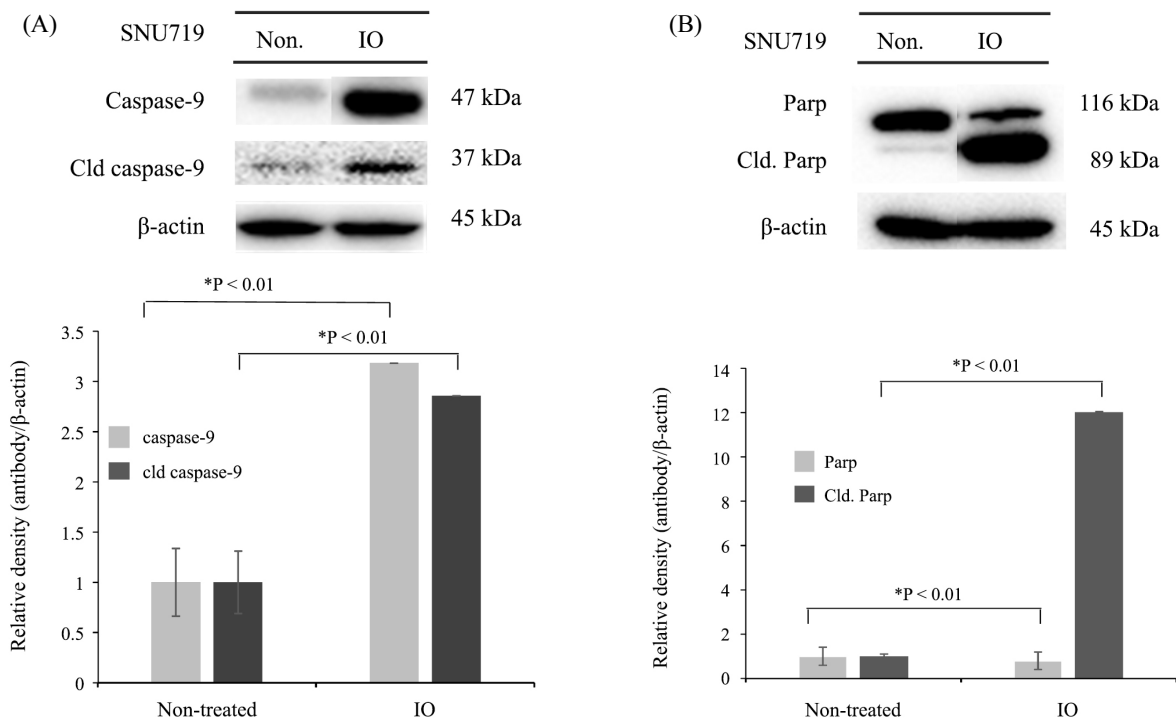 (A)
SNU719
Non. IO
Caspase-9
47 kDa
Cld caspase-9
37 kDa
β-actin
45 kDa
*P < 0.01
*P < 0.01
Relative density (antibody/β-actin)
3.5
3
2.5
2
1.5
1
0.5
0
caspase-9
cld caspase-9
Non-treated IO
(B)
SNU719
Non. IO
Parp
116 kDa
Cld. Parp
89 kDa
β-actin
45 kDa
*P < 0.01
*P < 0.01
Relative density (antibody/β-actin)
14
12
10
8
6
4
2
0
Parp
Cld. Parp
Non-treated IO